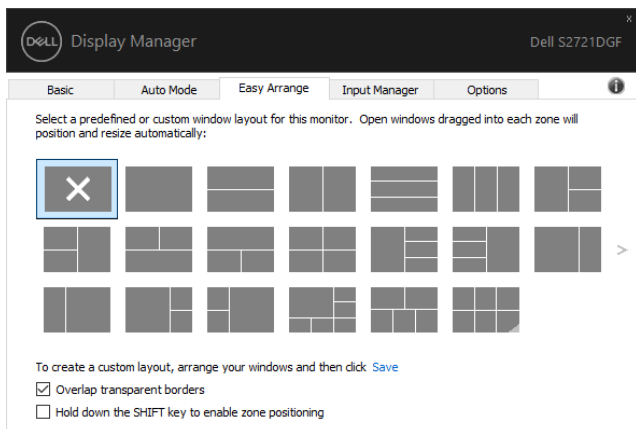 x
DELL Display Manager Dell S2721DGF
Basic Auto Mode Easy Arrange Input Manager Options
Select a predefined or custom window layout for this monitor. Open windows dragged into each zone will
position and resize automatically:
To create a custom layout, arrange your windows and then click Save
Overlap transparent borders
Hold down the SHIFT key to enable zone positioning